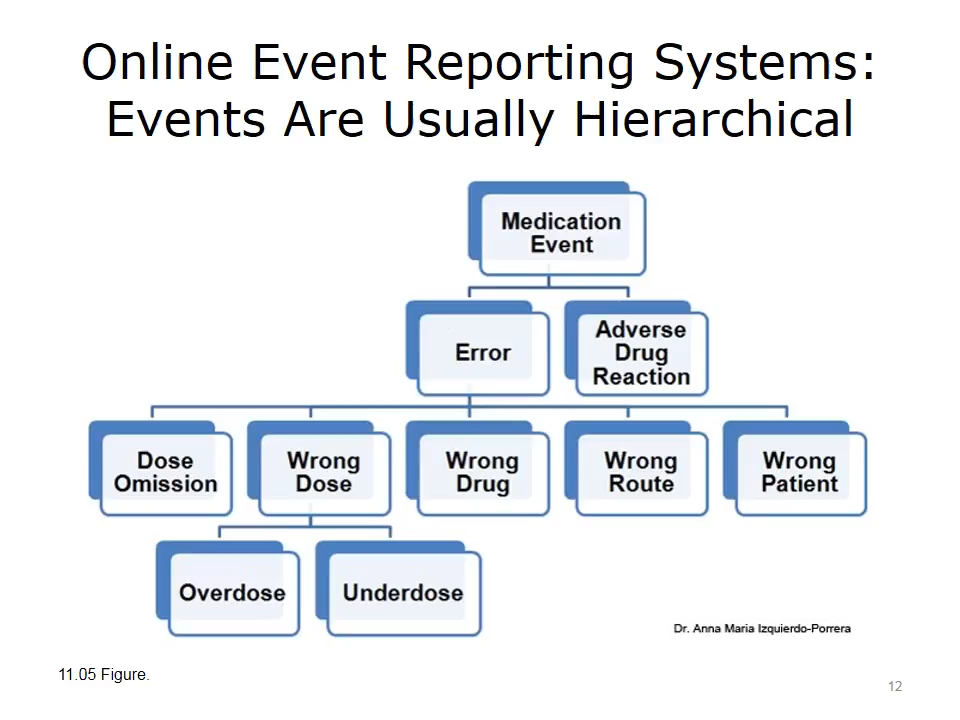 Online Event Reporting Systems:
Events Are Usually Hierarchical
Medication
Event
Error
Adverse
Drug
Reaction
Dose
Omission
Wrong
Dose
Wrong
Drug
Wrong
Route
Wrong
Patient
Overdose
Underdose
Dr. Anna Maria Izquierdo-Porrera
11.05 Figure.
12